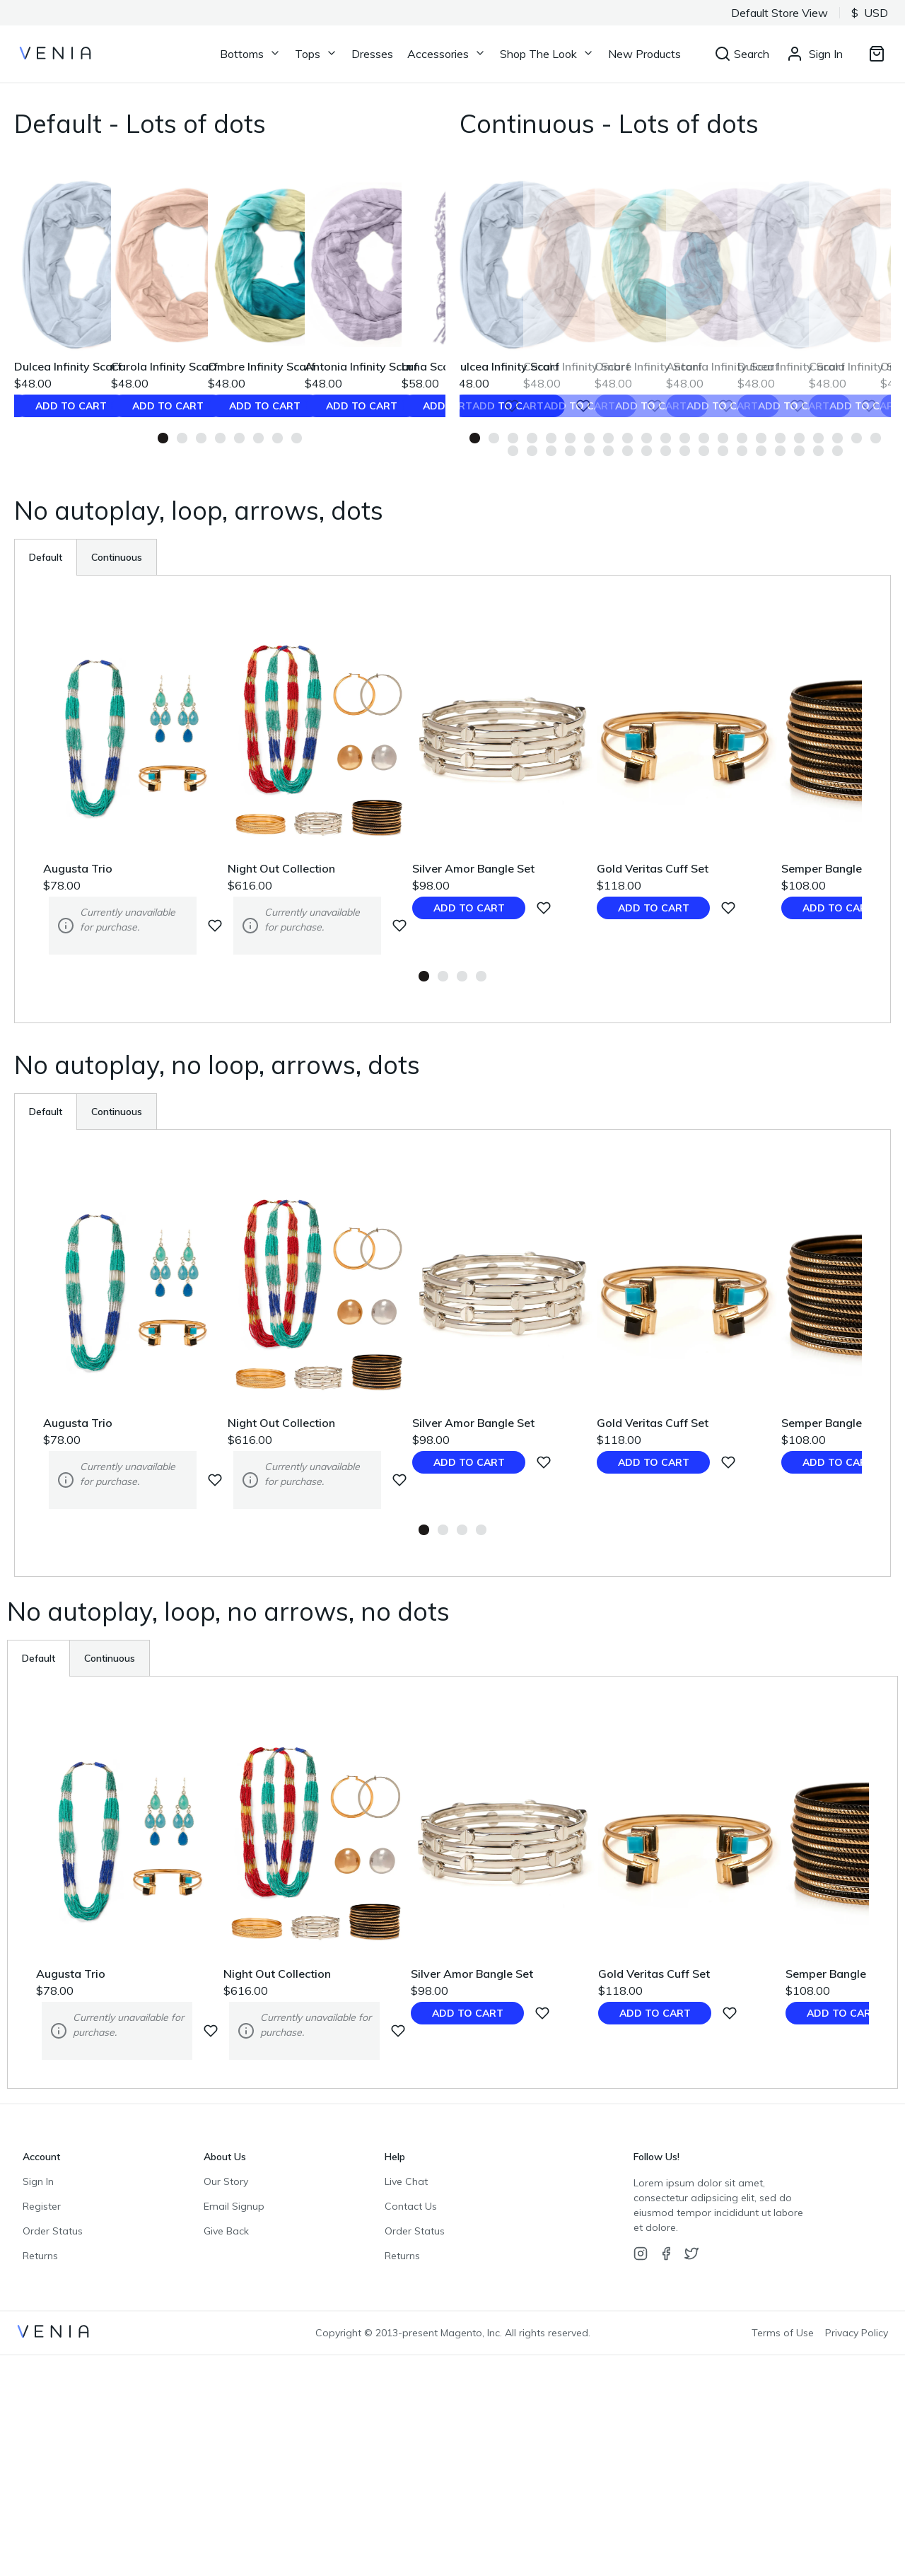 Default Store View $ USD
VENIA Bottoms Tops Dresses Accessories Shop The Look New Products Search Sign In
Default - Lots of dots
Continuous - Lots of dots
Dulcea Infinity Scarf
Carola Infinity Scarf
Ombre Infinity Scarf
Antonia Infinity Scarf
$48.00 $48.00 $48.00 $48.00 $58.00
ADD TO CART ADD TO CART ADD TO CART ADD TO CART
ulcea Infinity Scarf
48.00 $48.00 $48.00 $48.00 $48.00 $48.00
No autoplay, loop, arrows, dots
Default Continuous
Augusta Trio Night Out Collection Silver Amor Bangle Set Gold Veritas Cuff Set Semper Bangle
$78.00 $616.00 $98.00 $118.00 $108.00
ADD TO CART ADD TO CART ADD TO CA
Currently unavailable Currently unavailable
for purchase. for purchase.
No autoplay, no loop, arrows, dots
Default Continuous
Augusta Trio Night Out Collection Silver Amor Bangle Set Gold Veritas Cuff Set Semper Bangle
$78.00 $616.00 $98.00 $118.00 $108.00
ADD TO CART ADD TO CART ADD TO CA
Currently unavailable Currently unavailable
for purchase. for purchase.
No autoplay, loop, no arrows, no dots
Default Continuous
Augusta Trio Night Out Collection Silver Amor Bangle Set Gold Veritas Cuff Set Semper Bangle
$78.00 $616.00 $98.00 $118.00 $108.00
ADD TO CART ADD TO CART ADD TO CAR
Currently unavailable for Currently unavailable for
purchase. purchase.
Account About Us Help Follow Us!
Sign In Our Story Live Chat
Register Email Signup Contact Us
Order Status Give Back Order Status
Returns Returns
Lorem ipsum dolor sit amet,
consectetur adipsicing elit, sed do
eiusmod tempor incididunt ut labore
et dolore.
VENIA Copyright © 2013-present Magento, Inc. All rights reserved. Terms of Use Privacy Policy